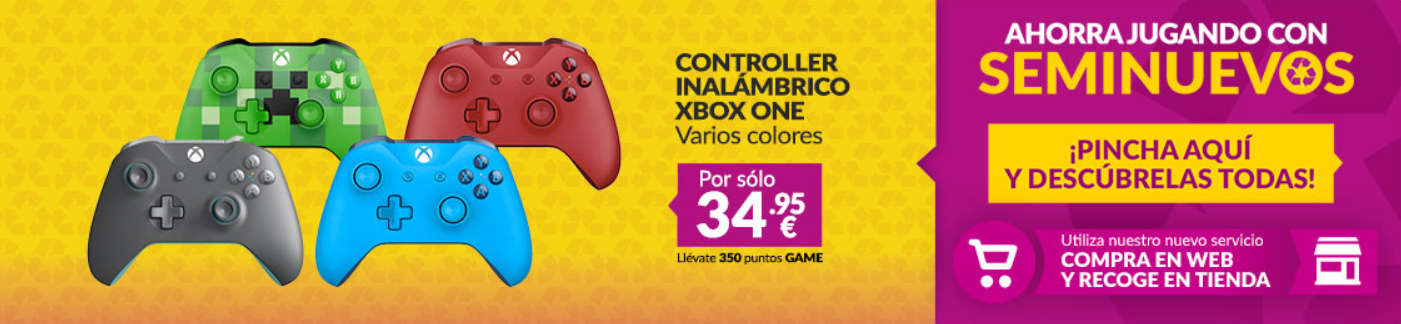 CONTROLLER
INALÁMBRICO
XBOX ONE
Varios colores
Por sólo
34.95 €
Llévate 350 puntos GAME
AHORRA JUGANDO CON
SEMINUEVOS
¡PINCHA AQUÍ
Y DESCÚBRELAS TODAS!
Utiliza nuestro nuevo servicio
COMPRA EN WEB
Y RECOGE EN TIENDA